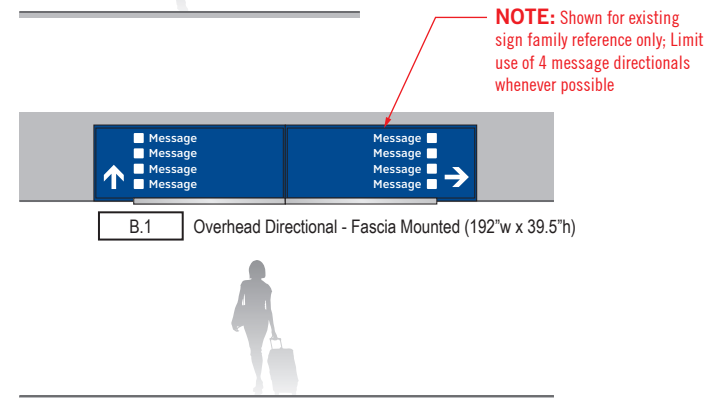 NOTE: Shown for existing
sign family reference only; Limit
use of 4 message directionals
whenever possible
Message
Message
Message
Message
Message
Message
Message
Message
B.1 Overhead Directional - Fascia Mounted (192”w x 39.5”h)